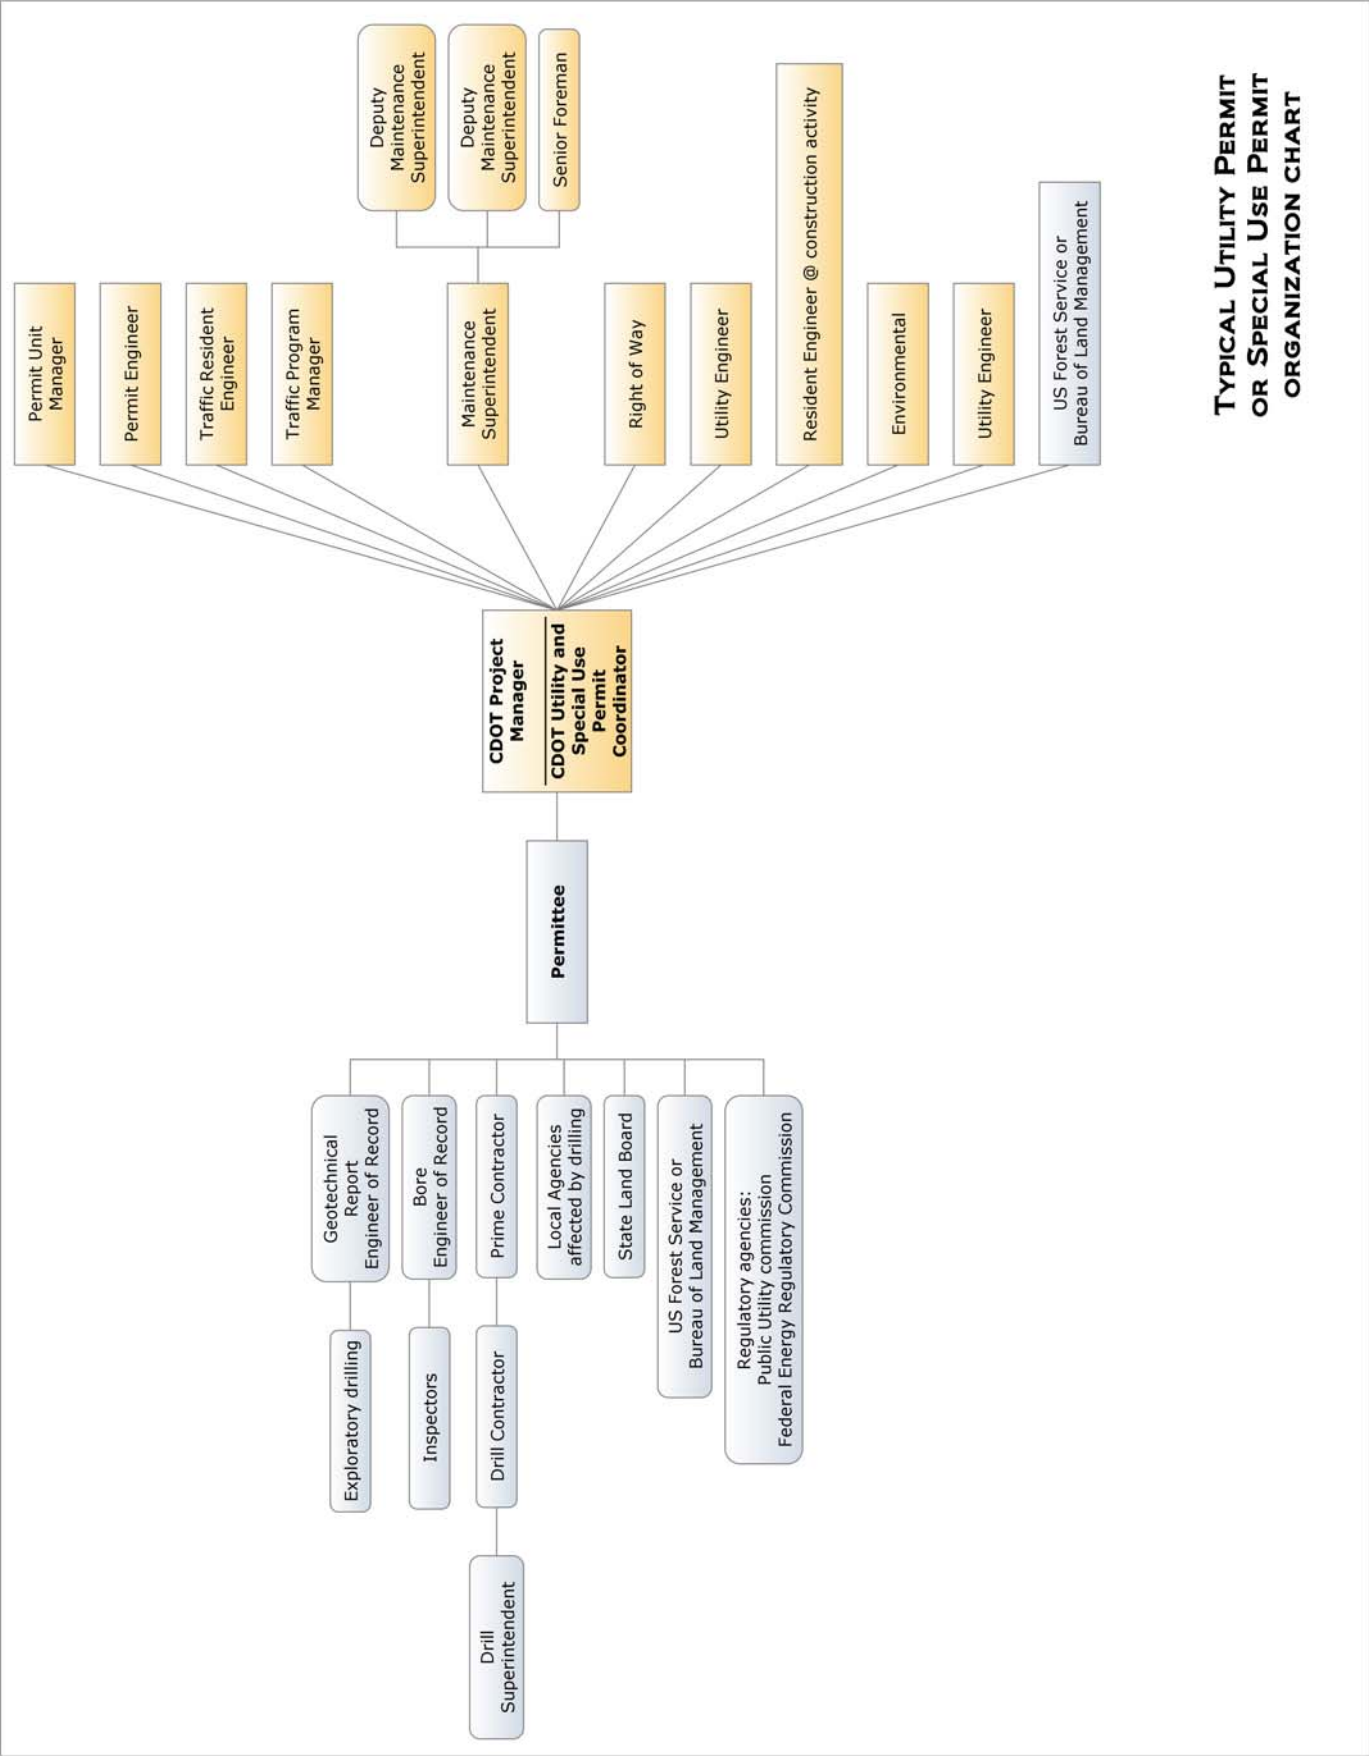 Permit Unit
Manager
Permit Engineer
Traffic Resident
Engineer
Traffic Program
Manager
Deputy
Maintenance
Superintendent
Deputy
Maintenance
Superintendent
Senior Foreman
Maintenance
Superintendent
Right of Way
Utility Engineer
Resident Engineer @ construction activity
Environmental
Utility Engineer
US Forest Service or
Bureau of Land Management
CDOT Project
Manager
CDOT Utility and
Special Use
Permit
Coordinator
Permittee
Geotechnical
Report
Engineer of Record
Exploratory drilling
Bore
Engineer of Record
Inspectors
Prime Contractor
Drill Contractor
Drill
Superintendent
Local Agencies
affected by drilling
State Land Board
US Forest Service or
Bureau of Land Management
Regulatory agencies:
Public Utility commission
Federal Energy Regulatory Commission
TYPICAL UTILITY PERMIT
OR SPECIAL USE PERMIT
ORGANIZATION CHART